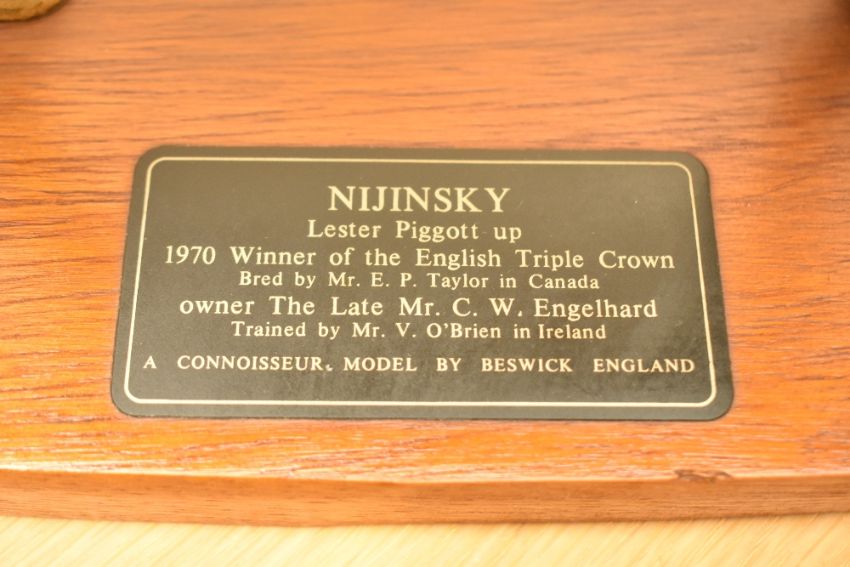 NIJINSKY
Lester Piggott up
1970 Winner of the English Triple Crown
Bred by Mr. E. P. Taylor in Canada
owner The Late Mr. C. W. Engelhard
Trained by Mr. V. O'Brien in Ireland
A CONNOISSEUR. MODEL BY BESWICK ENGLAND